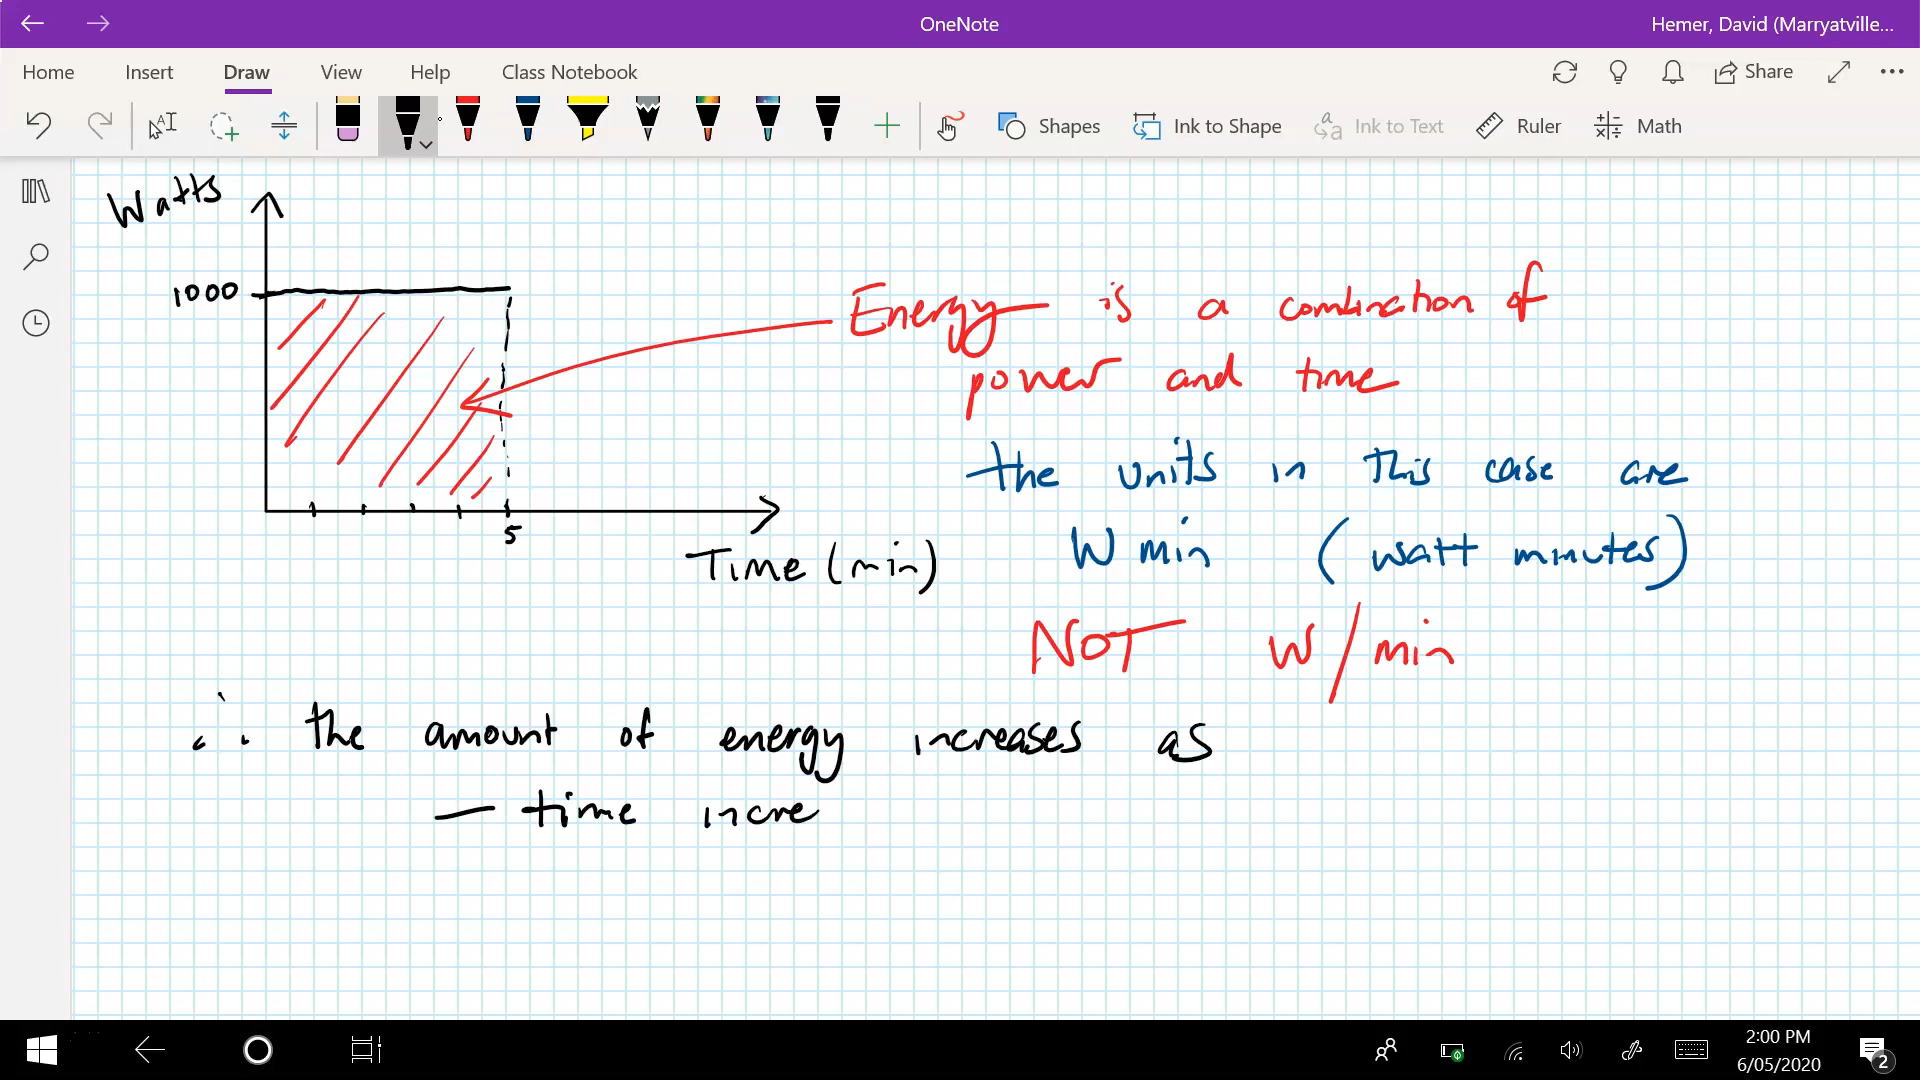 OneNote
Hemer, David (Marryatville...
Home Insert Draw View Help Class Notebook
Share
Shapes Ink to Shape Ink to Text Ruler Math
Watts
1000
5
Time (min)
Energy is a combination of
power and time
the units in this case are
W min (watt minutes)
NOT W/min
∴ the amount of energy increases as
— time incre
2:00 PM
6/05/2020
2